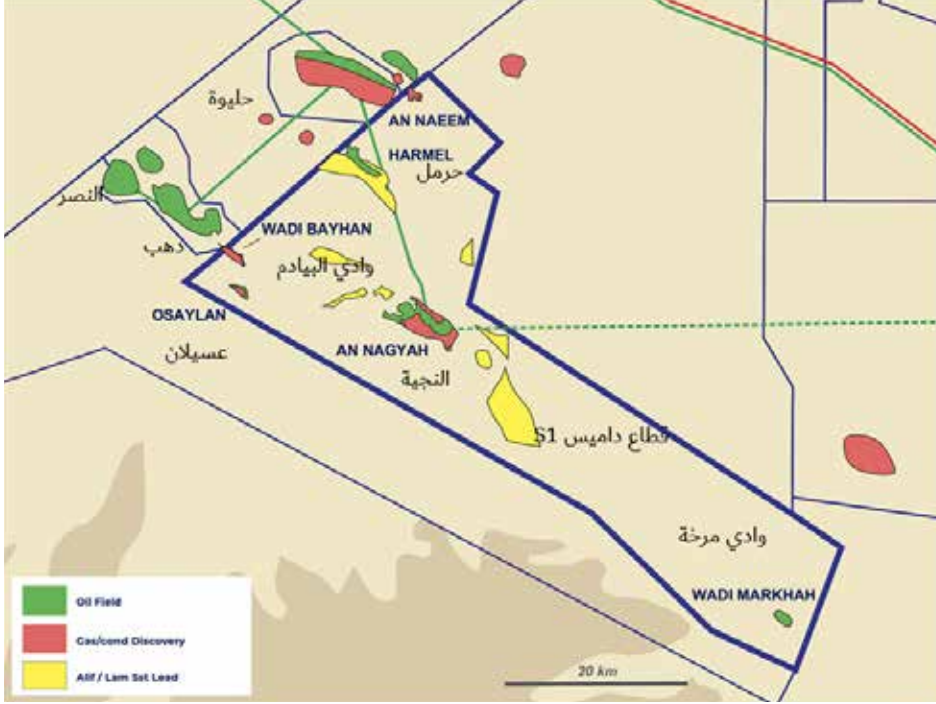 حليوة
AN NAEEM
HARMEL
حرمل
النصر
WADI BAYHAN
ذهب
وادي البيادم
OSAYLAN
عسيلان
AN NAGYAH
النجية
قطاع داميس S1
وادي مرخة
WADI MARKHAH
Oil Field
Gas/cond Discovery
Alif / Lam Sst Lead
20 km